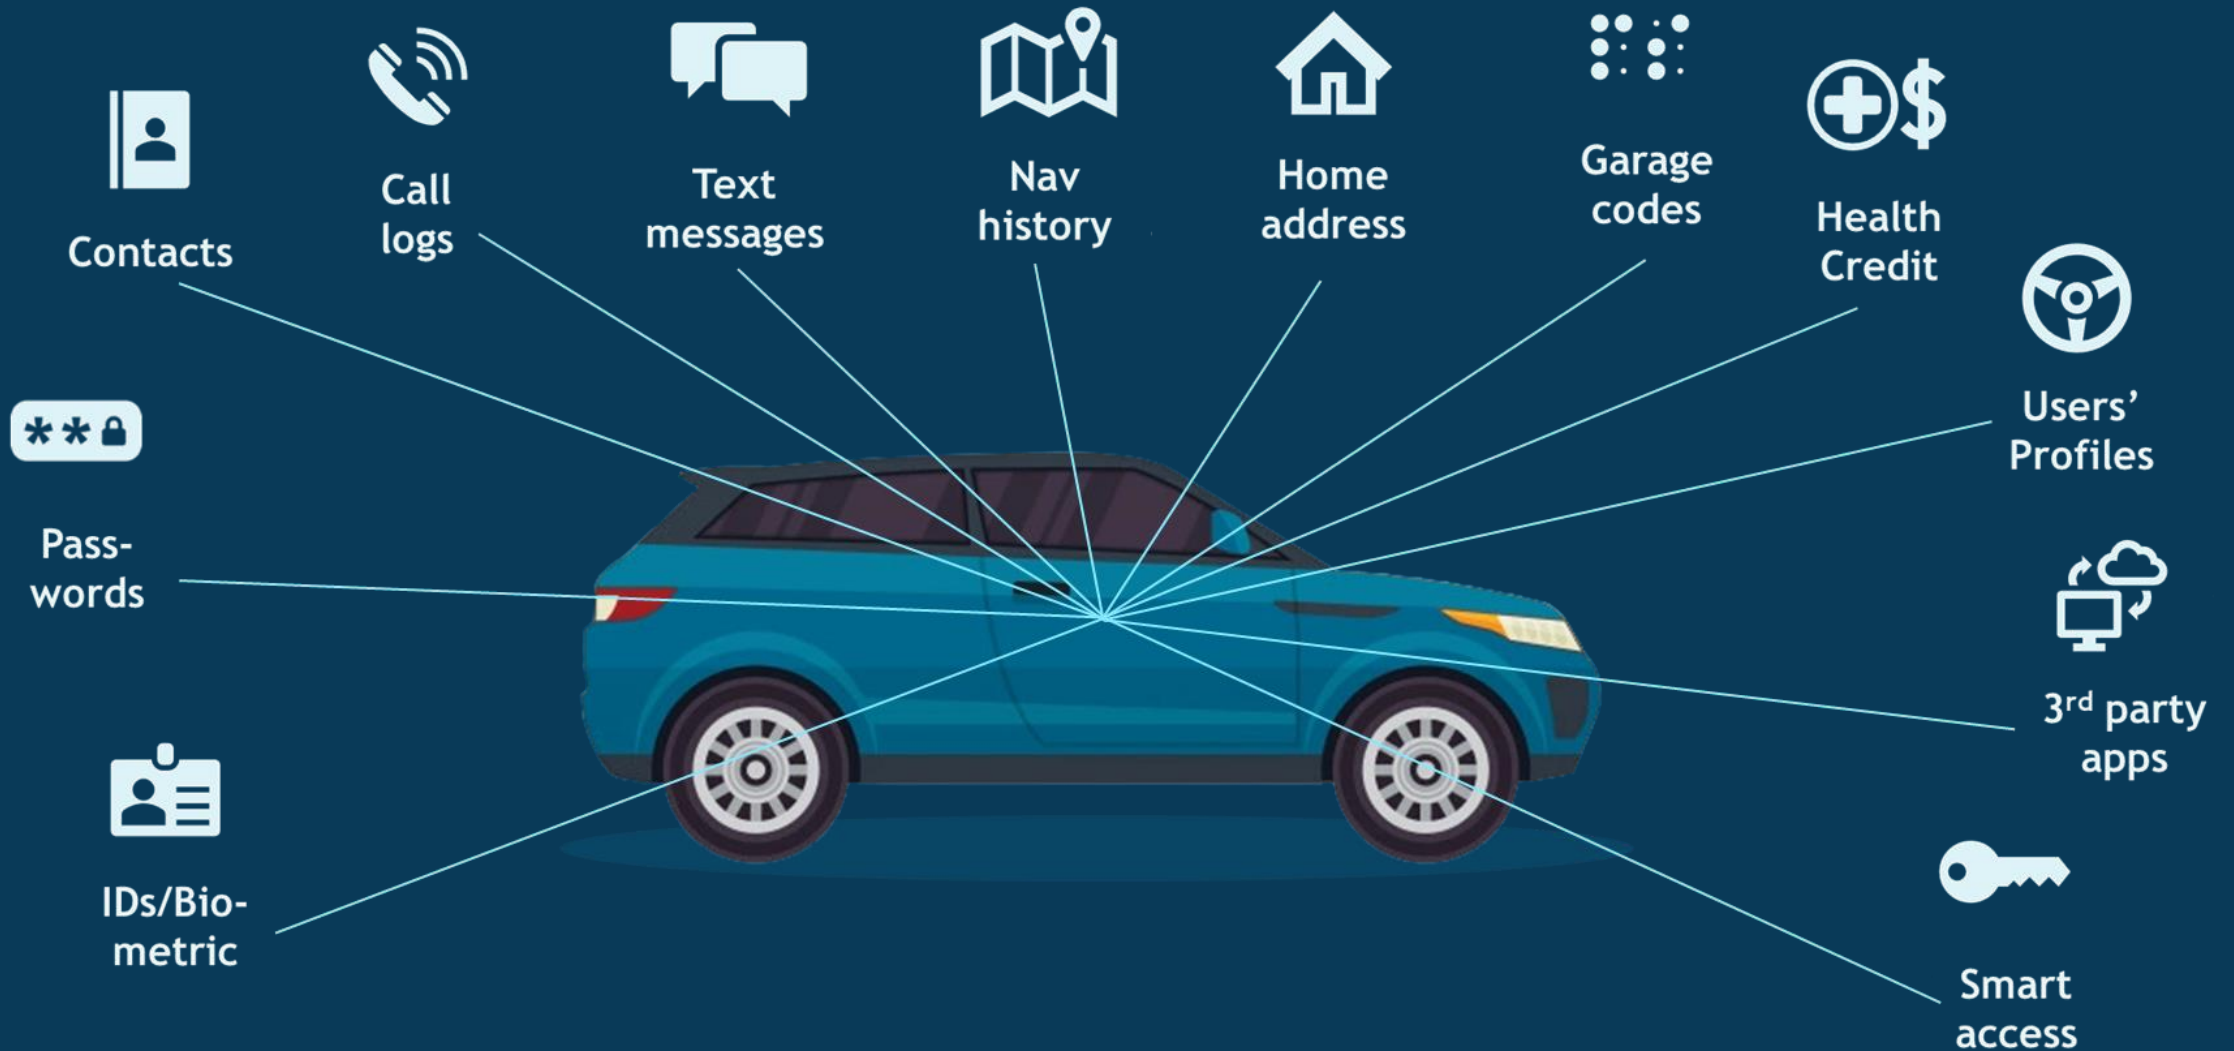 Contacts
Call
logs
Text
messages
Nav
history
Home
address
Garage
codes
Health
Credit
Users’
Profiles
Pass-
words
3rd party
apps
IDs/Bio-
metric
Smart
access